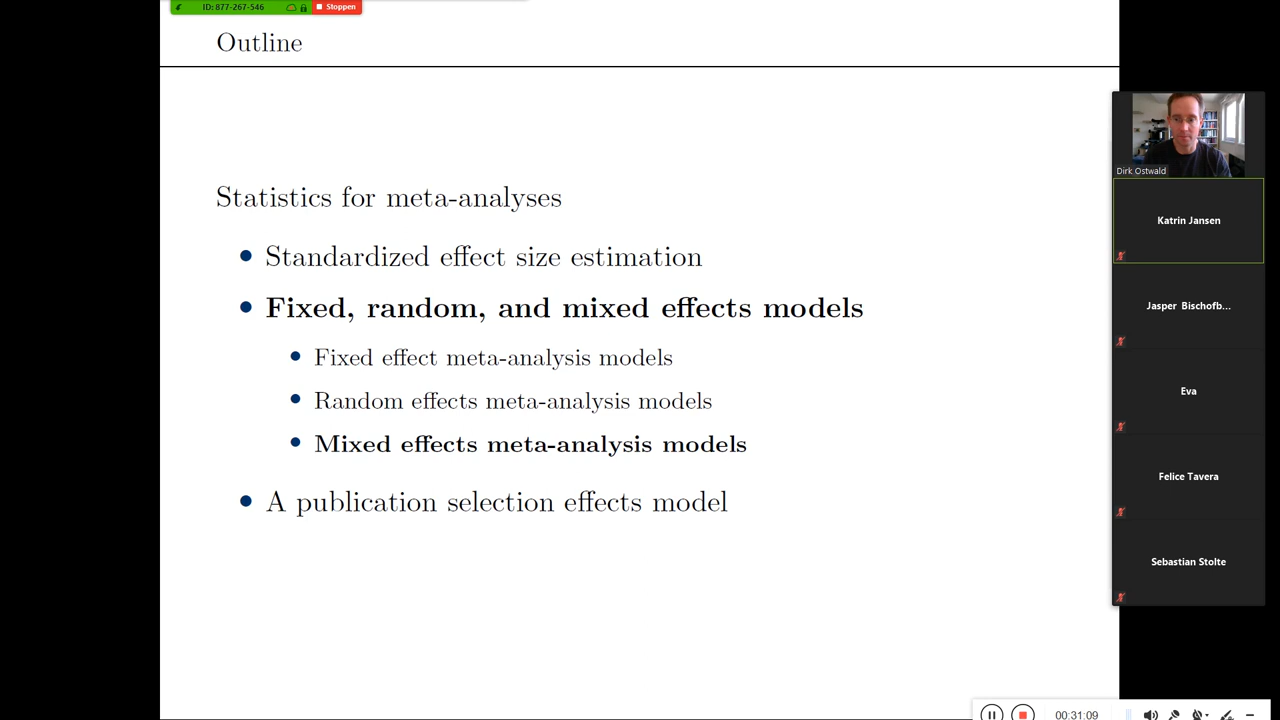 ID: 877-267-546
Stoppen
Outline
Statistics for meta-analyses
Standardized effect size estimation
Fixed, random, and mixed effects models
Fixed effect meta-analysis models
Random effects meta-analysis models
Mixed effects meta-analysis models
A publication selection effects model
Dirk Ostwald
Katrin Jansen
Jasper Bischofb...
Eva
Felice Tavera
Sebastian Stolte
00:31:09